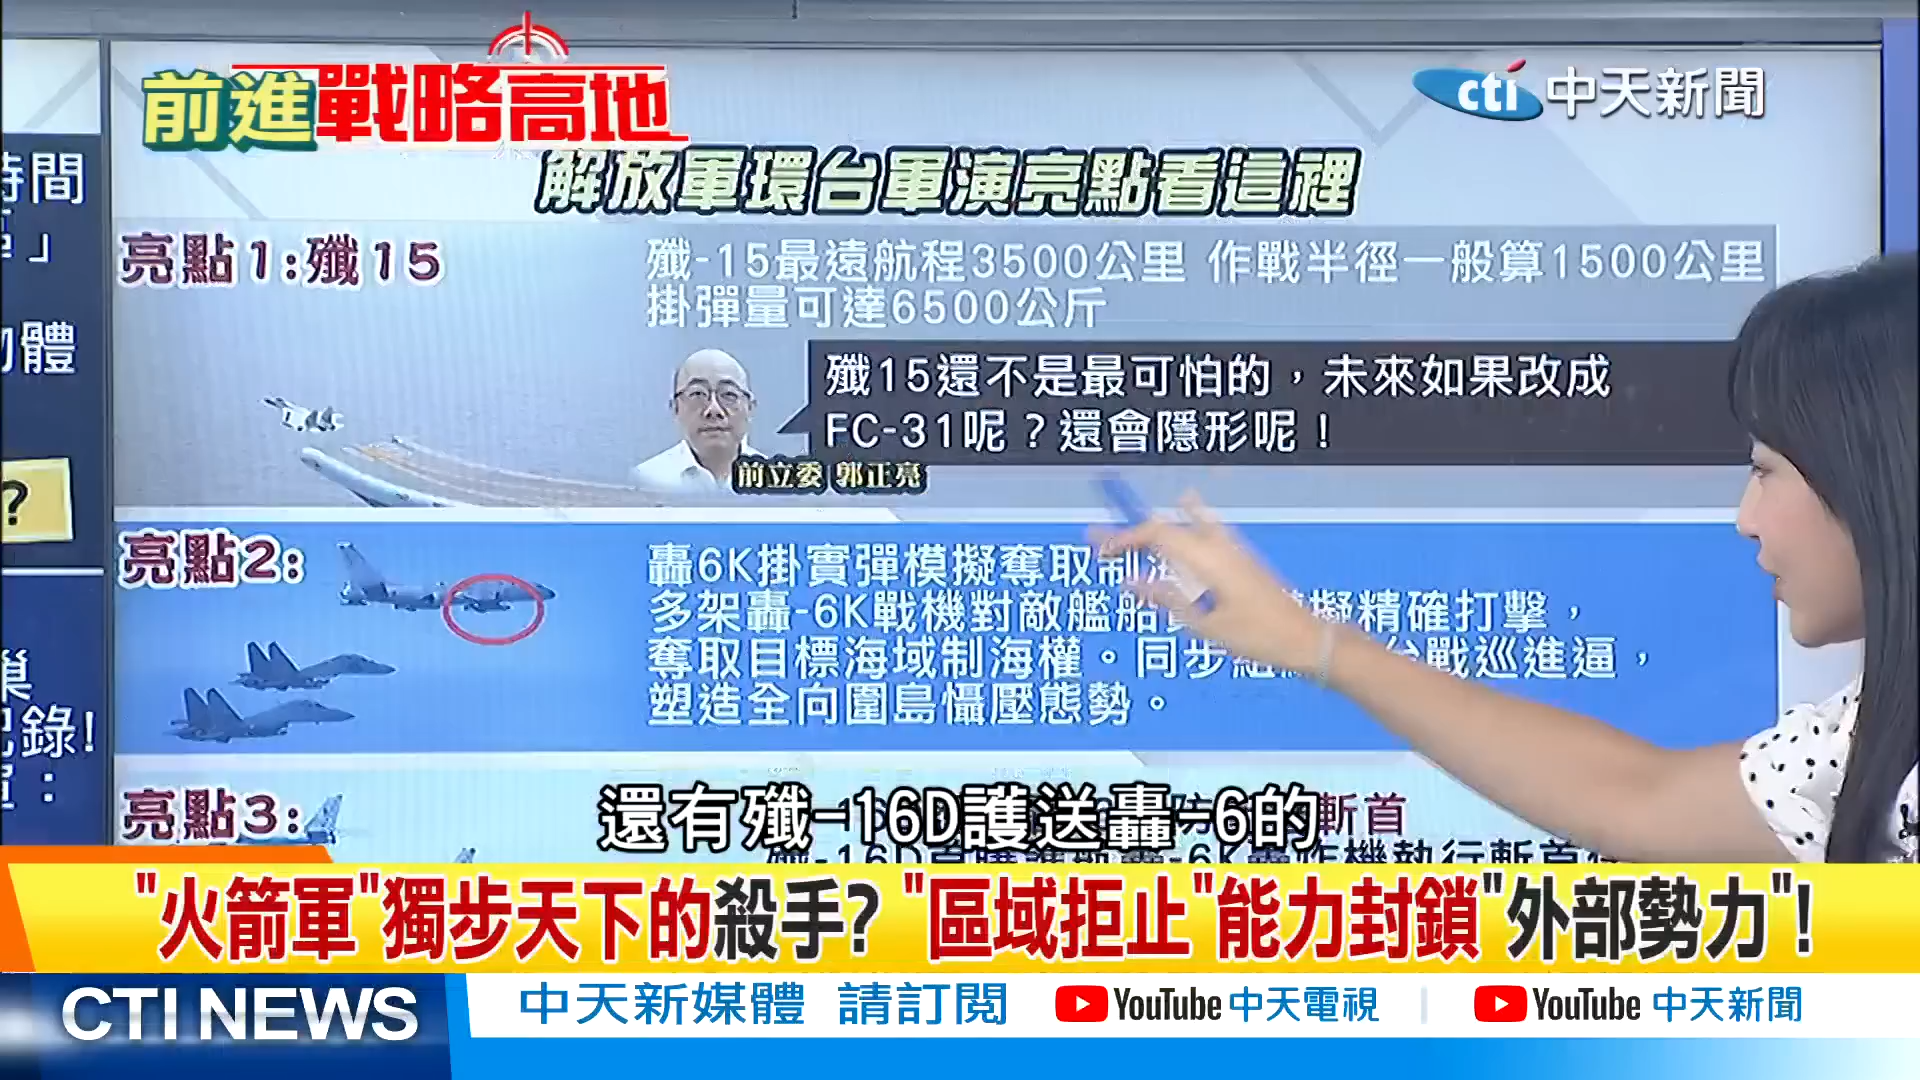 前進戰略高地
cti 中天新聞
解放軍環台軍演亮點看這裡
時間
」
體
?
巢
紀錄!
:
亮點1:殲15
殲-15最遠航程3500公里 作戰半徑一般算1500公里
掛彈量可達6500公斤
殲15還不是最可怕的，未來如果改成
FC-31呢？還會隱形呢！
前立委 郭正亮
亮點2:
轟6K掛實彈模擬奪取制海
多架轟-6K戰機對敵艦船 擬精確打擊，
奪取目標海域制海權。同步組 台戰巡進逼，
塑造全向圍島懾壓態勢。
亮點3:
斬首
還有殲-16D護送轟-6的
"火箭軍"獨步天下的殺手? "區域拒止"能力封鎖"外部勢力"!
CTI NEWS
中天新媒體 請訂閱 YouTube 中天電視 | YouTube 中天新聞